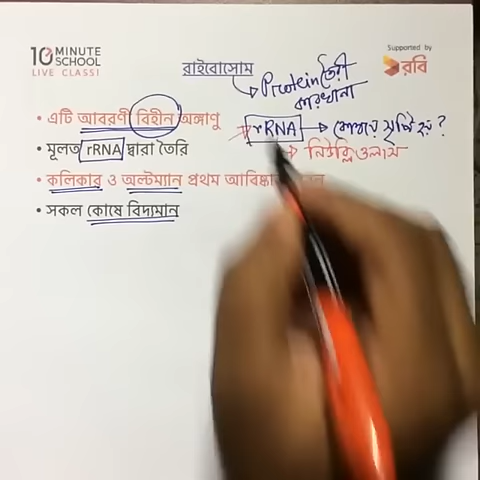 10 MINUTE SCHOOL
LIVE CLASS!
Supported by
রবি
রাইবোসোম
Protein তৈরী
কারখানা
• এটি আবরণী বিহীন অঙ্গাণু
rRNA → কোথায় সৃষ্টি হয় ?
→ নিউক্লিওলাস
• মূলত rRNA দ্বারা তৈরি
• কলিকার ও অল্টম্যান প্রথম
• সকল কোষে বিদ্যমান